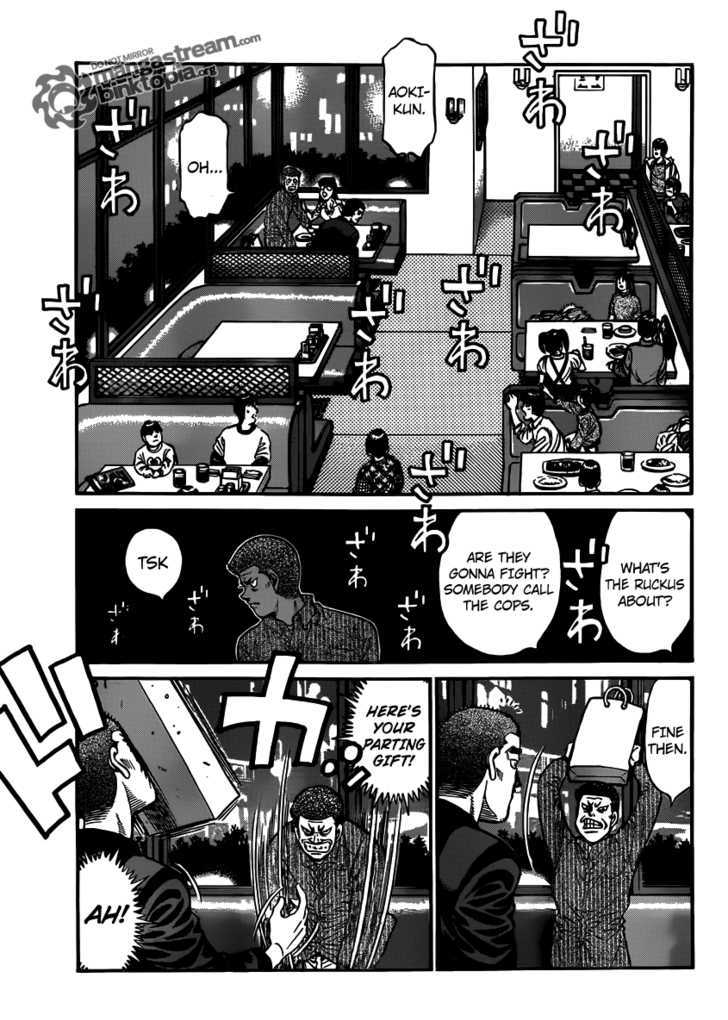 DO NOT MIRROR
mangastream.com
binktopia.org
AOKI-
KUN.
OH...
ざわ
ざわ
ざわ
ざわ
ざわ
ざわ
ざわ
WHAT'S
THE RUCKUS
ABOUT?
ざわ
ARE THEY
GONNA FIGHT?
SOMEBODY CALL
THE COPS.
ざわ
ざわ
TSK
ざわ
ざわ
FINE
THEN.
HERE'S
YOUR
PARTING
GIFT!
AH!